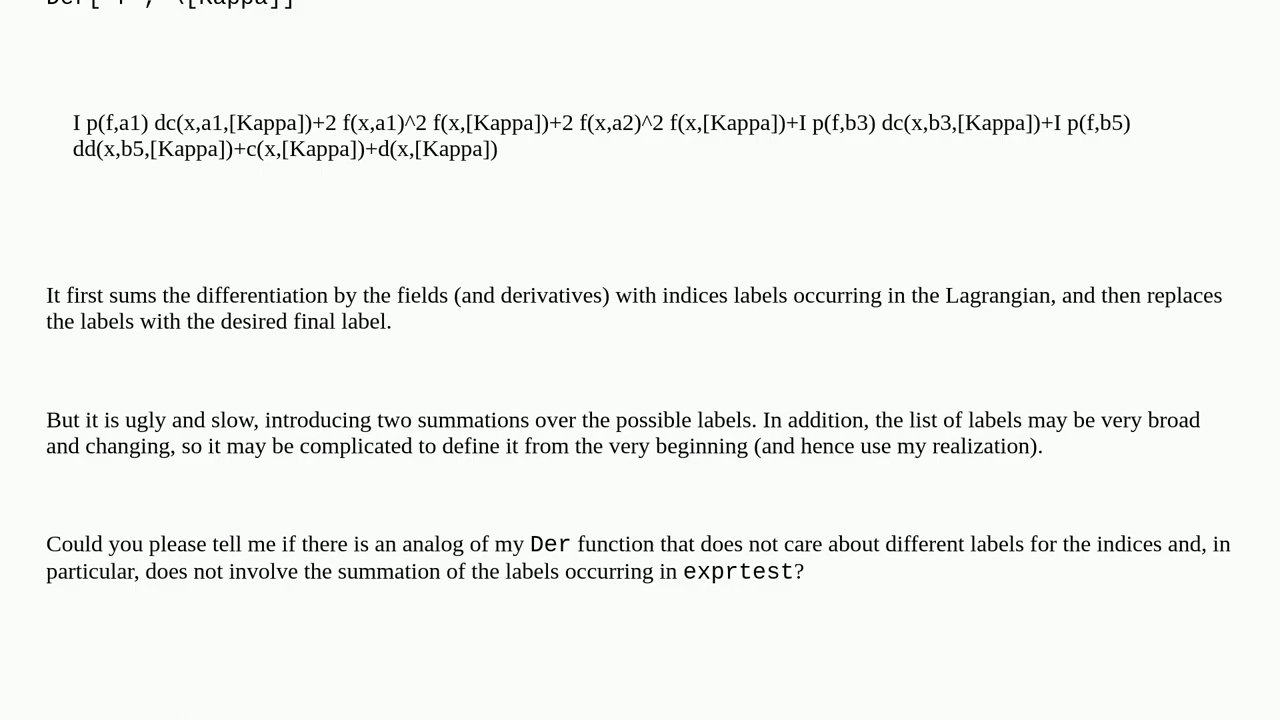 Der["f", \[Kappa]]
I p(f,a1) dc(x,a1,[Kappa])+2 f(x,a1)^2 f(x,[Kappa])+2 f(x,a2)^2 f(x,[Kappa])+I p(f,b3) dc(x,b3,[Kappa])+I p(f,b5)
dd(x,b5,[Kappa])+c(x,[Kappa])+d(x,[Kappa])
It first sums the differentiation by the fields (and derivatives) with indices labels occurring in the Lagrangian, and then replaces
the labels with the desired final label.
But it is ugly and slow, introducing two summations over the possible labels. In addition, the list of labels may be very broad
and changing, so it may be complicated to define it from the very beginning (and hence use my realization).
Could you please tell me if there is an analog of my Der function that does not care about different labels for the indices and, in
particular, does not involve the summation of the labels occurring in exprtest?